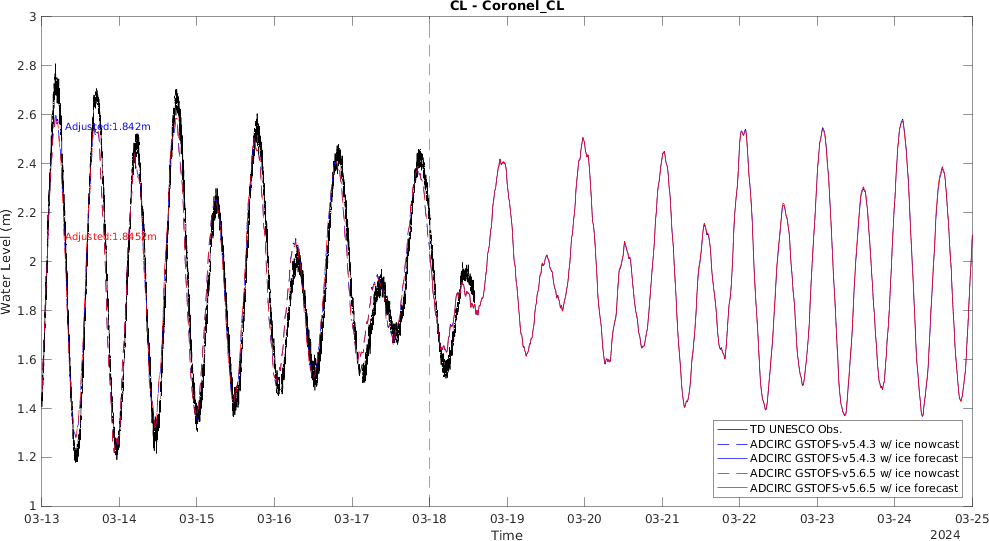 CL - Coronel_CL
3
2.8
2.6
2.4
2.2
2
1.8
1.6
1.4
1.2
1
Water Level (m)
Adjusted:1.842m
Adjusted:1.8452m
TD UNESCO Obs.
ADCIRC GSTOFS-v5.4.3 w/ ice nowcast
ADCIRC GSTOFS-v5.4.3 w/ ice forecast
ADCIRC GSTOFS-v5.6.5 w/ ice nowcast
ADCIRC GSTOFS-v5.6.5 w/ ice forecast
03-13 03-14 03-15 03-16 03-17 03-18 03-19 03-20 03-21 03-22 03-23 03-24 03-25
Time
2024